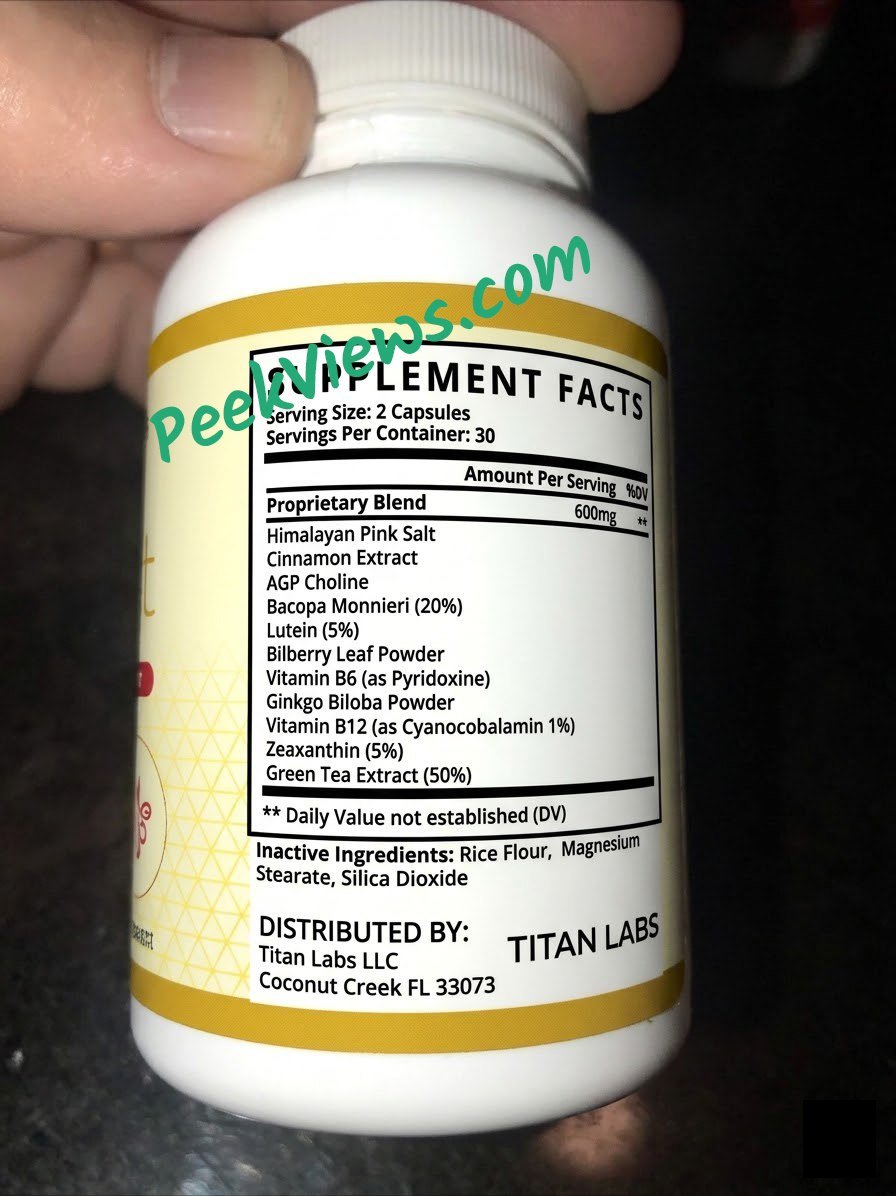 PeekViews.com
SUPPLEMENT FACTS
Serving Size: 2 Capsules
Servings Per Container: 30
Amount Per Serving %DV
Proprietary Blend 600mg **
Himalayan Pink Salt
Cinnamon Extract
AGP Choline
Bacopa Monnieri (20%)
Lutein (5%)
Bilberry Leaf Powder
Vitamin B6 (as Pyridoxine)
Ginkgo Biloba Powder
Vitamin B12 (as Cyanocobalamin 1%)
Zeaxanthin (5%)
Green Tea Extract (50%)
** Daily Value not established (DV)
Inactive Ingredients: Rice Flour, Magnesium
Stearate, Silica Dioxide
DISTRIBUTED BY:
Titan Labs LLC
Coconut Creek FL 33073
TITAN LABS